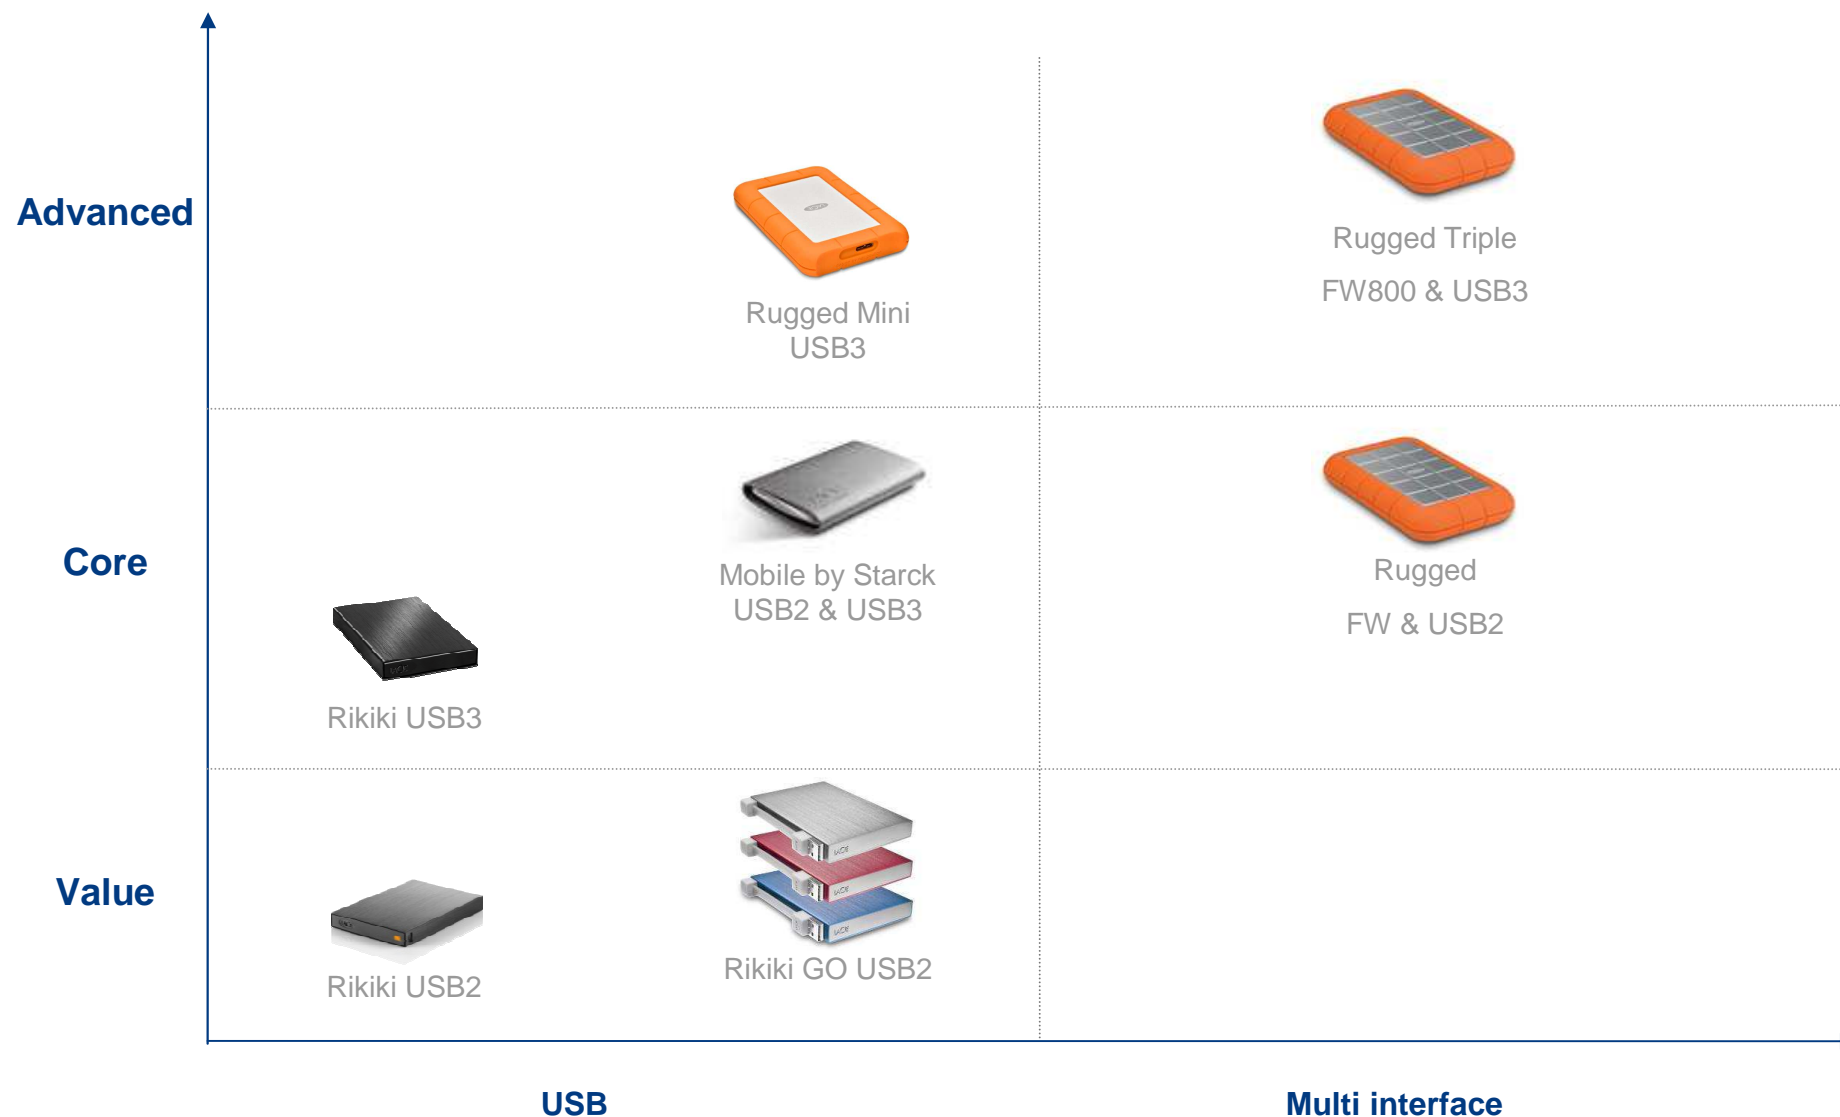 Advanced
Rugged Mini
USB3
Rugged Triple
FW800 & USB3
Core
Mobile by Starck
USB2 & USB3
Rugged
FW & USB2
Rikiki USB3
Value
Rikiki USB2
Rikiki GO USB2
USB
Multi interface